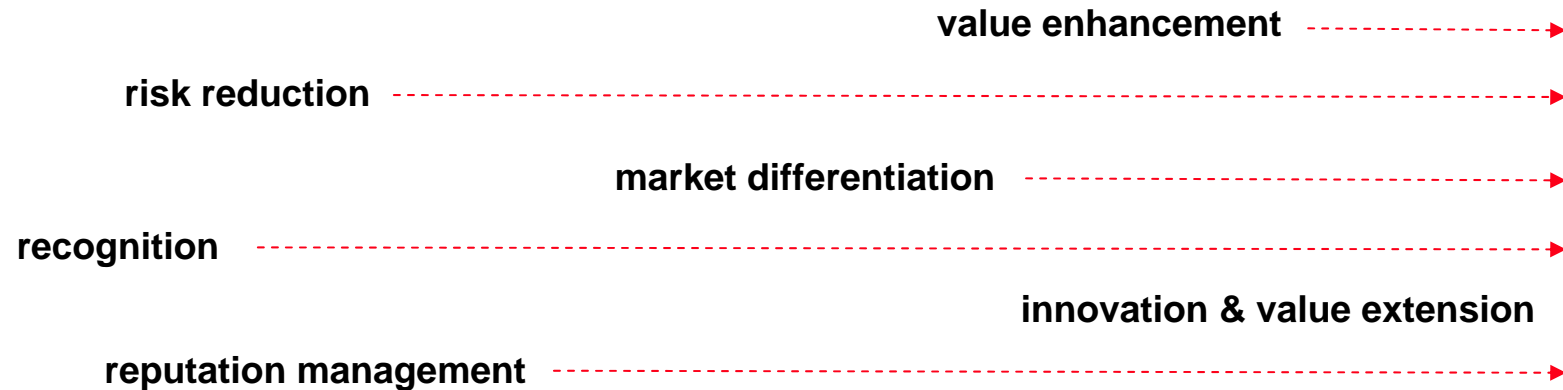 value enhancement
risk reduction
market differentiation
recognition
innovation & value extension
reputation management